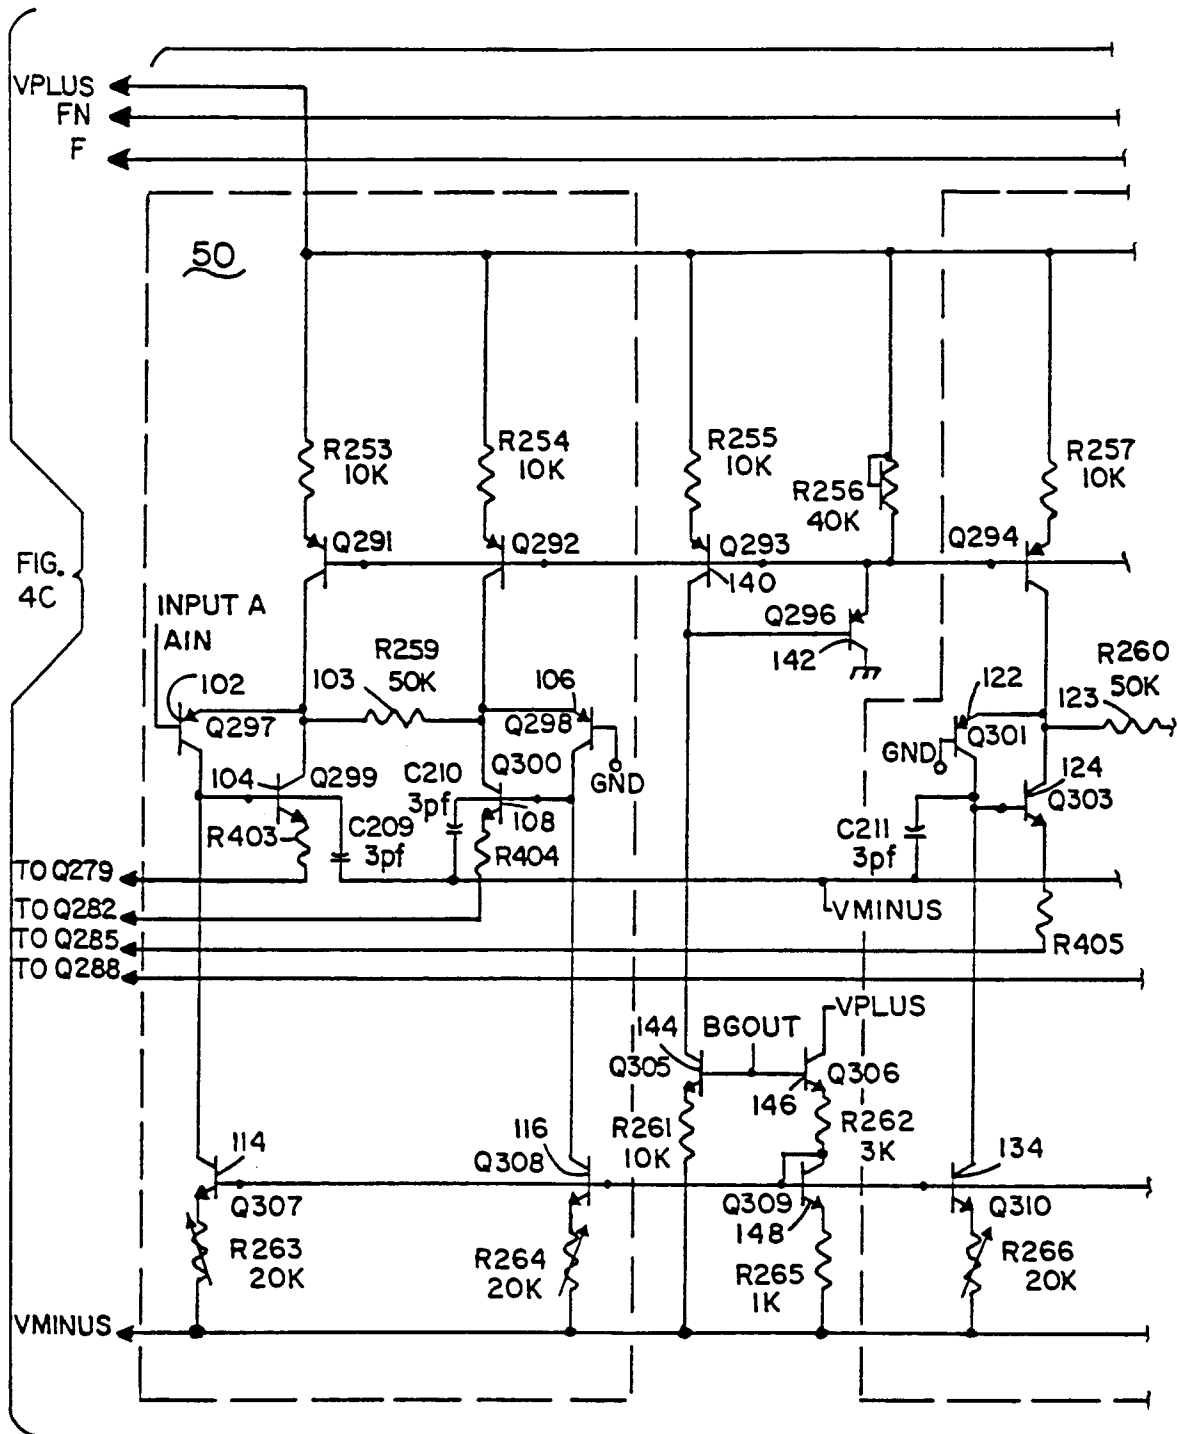 VPLUS
FN
F
50
R253
10K
R254
10K
R255
10K
R256
40K
R257
10K
Q291
Q292
Q293
140
Q294
FIG.
4C
INPUT A
AIN
Q296
142
R259
50K
102
103
106
Q297
Q298
R260
50K
122
123
Q301
GND
GND
104
Q299
C210
3pf
Q300
108
124
Q303
R403
C209
3pf
R404
C211
3pf
TO Q279
TO Q282
VMINUS
TO Q285
R405
TO Q288
VPLUS
144
BGOUT
Q305
Q306
146
R261
10K
R262
3K
114
116
Q308
134
Q307
Q309
148
Q310
R263
20K
R264
20K
R265
1K
R266
20K
VMINUS